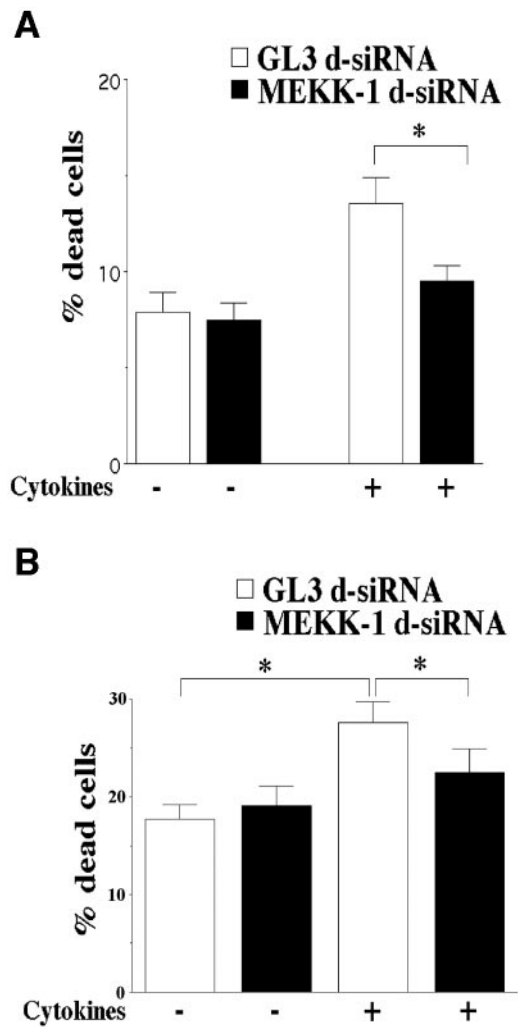 A
GL3 d-siRNA
MEKK-1 d-siRNA
20
*
% dead cells
10
0
Cytokines - - + +
B
GL3 d-siRNA
MEKK-1 d-siRNA
* *
30
% dead cells
20
10
0
Cytokines - - + +